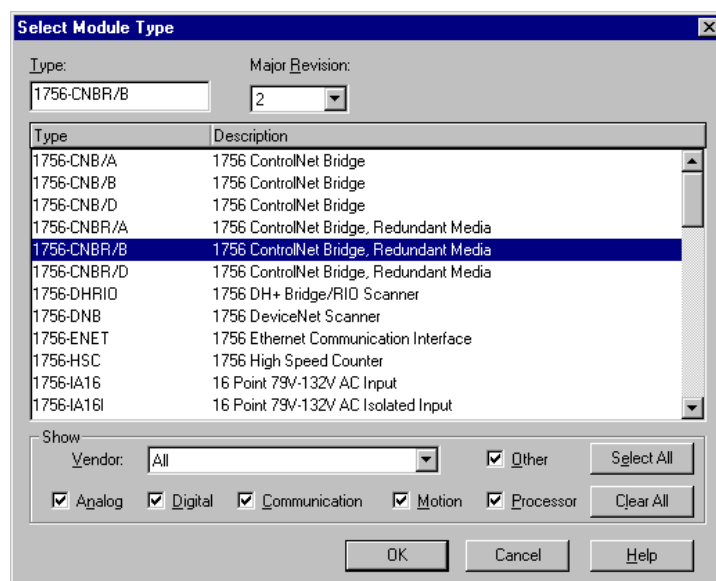 Select Module Type
Type: Major Revision:
1756-CNBR/B 2
Type Description
1756-CNB/A 1756 ControlNet Bridge
1756-CNB/B 1756 ControlNet Bridge
1756-CNB/D 1756 ControlNet Bridge
1756-CNBR/A 1756 ControlNet Bridge, Redundant Media
1756-CNBR/B 1756 ControlNet Bridge, Redundant Media
1756-CNBR/D 1756 ControlNet Bridge, Redundant Media
1756-DHRIO 1756 DH+ Bridge/RIO Scanner
1756-DNB 1756 DeviceNet Scanner
1756-ENET 1756 Ethernet Communication Interface
1756-HSC 1756 High Speed Counter
1756-IA16 16 Point 79V-132V AC Input
1756-IA16I 16 Point 79V-132V AC Isolated Input
Show
Vendor: All Other Select All
Analog Digital Communication Motion Processor Clear All
OK Cancel Help